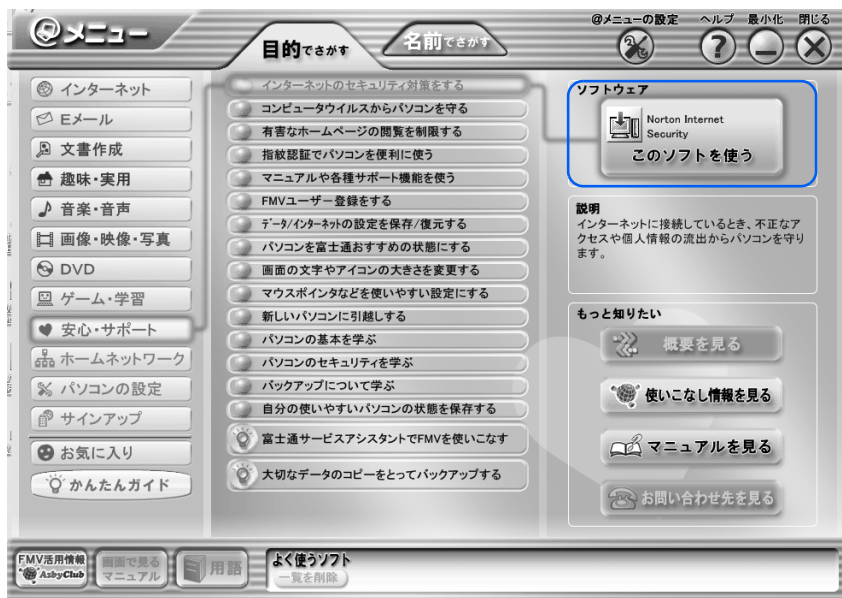 @メニューの設定 ヘルプ 最小化 閉じる
@メニュー
目的でさがす
名前でさがす
インターネット
Eメール
文書作成
趣味・実用
音楽・音声
画像・映像・写真
DVD
ゲーム・学習
安心・サポート
ホームネットワーク
パソコンの設定
サインアップ
お気に入り
かんたんガイド
インターネットのセキュリティ対策をする
コンピュータウイルスからパソコンを守る
有害なホームページの閲覧を制限する
指紋認証でパソコンを便利に使う
マニュアルや各種サポート機能を使う
FMVユーザー登録をする
データ/インターネットの設定を保存/復元する
パソコンを富士通おすすめの状態にする
画面の文字やアイコンの大きさを変更する
マウスポインタなどを使いやすい設定にする
新しいパソコンに引越しする
パソコンの基本を学ぶ
パソコンのセキュリティを学ぶ
バックアップについて学ぶ
自分の使いやすいパソコンの状態を保存する
富士通サービスアシスタントでFMVを使いこなす
大切なデータのコピーをとってバックアップする
ソフトウェア
Norton Internet
Security
このソフトを使う
説明
インターネットに接続しているとき、不正なア
クセスや個人情報の流出からパソコンを守り
ます。
もっと知りたい
概要を見る
使いこなし情報を見る
マニュアルを見る
お問い合わせ先を見る
FMV活用情報
AzbyClub
画面で見る
マニュアル
用語
よく使うソフト
一覧を削除